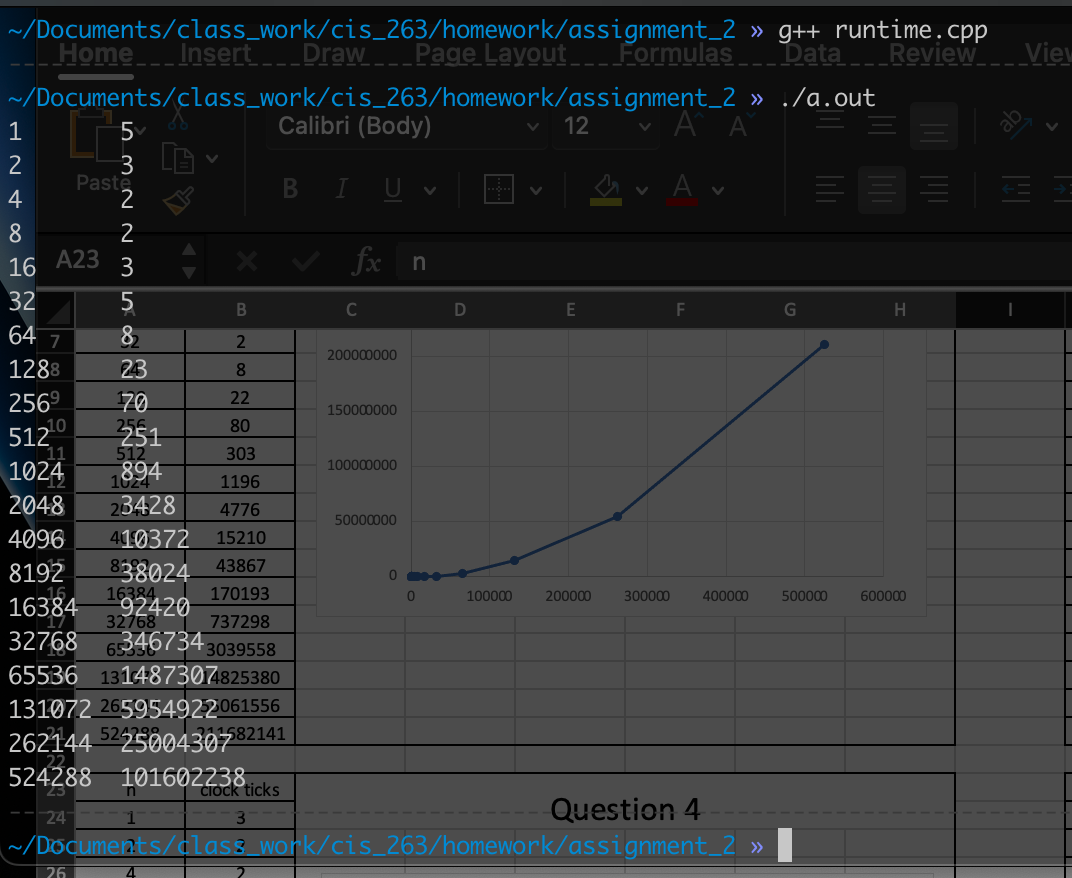 ~/Documents/class_work/cis_263/homework/assignment_2 » g++ runtime.cpp
Home Insert Draw Page Layout Formulas Data Review View
~/Documents/class_work/cis_263/homework/assignment_2 » ./a.out
1 5
2 3
4 2
8 2
16 3
32 5
64 8
128 23
256 70
512 251
1024 894
2048 3428
4096 10372
8192 38024
16384 92420
32768 346734
65536 1487307
131072 5954922
262144 25004307
524288 101602238
~/Documents/class_work/cis_263/homework/assignment_2 »
Calibri (Body) 12 A A
Paste B I U A ab
A23 fx n
A B C D E F G H I
7 32 2
8 64 8
9 128 22
10 256 80
11 512 303
12 1024 1196
13 2048 4776
14 4096 15210
15 8192 43867
16 16384 170193
17 32768 737298
18 65536 3039558
19 14825380
20 55061556
21 524288 211682141
22
23 n clock ticks
24 1 3
25 2
26 4 2
200000000
150000000
100000000
50000000
0
0 100000 200000 300000 400000 500000 600000
Question 4